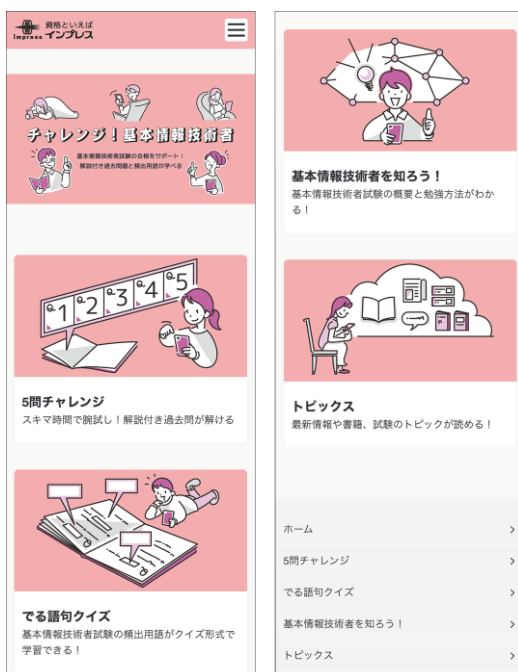 資格といえば
Impress インプレス
チャレンジ！基本情報技術者
基本情報技術者試験の合格をサポート！
解説付き過去問題と頻出用語が学べる
Q.1 Q.2 Q.3 Q.4 Q.5
5問チャレンジ
スキマ時間で腕試し！解説付き過去問が解ける
でる語句クイズ
基本情報技術者試験の頻出用語がクイズ形式で
学習できる！
基本情報技術者を知ろう！
基本情報技術者試験の概要と勉強方法がわか
る！
トピックス
最新情報や書籍、試験のトピックが読める！
ホーム
5問チャレンジ
でる語句クイズ
基本情報技術者を知ろう！
トピックス